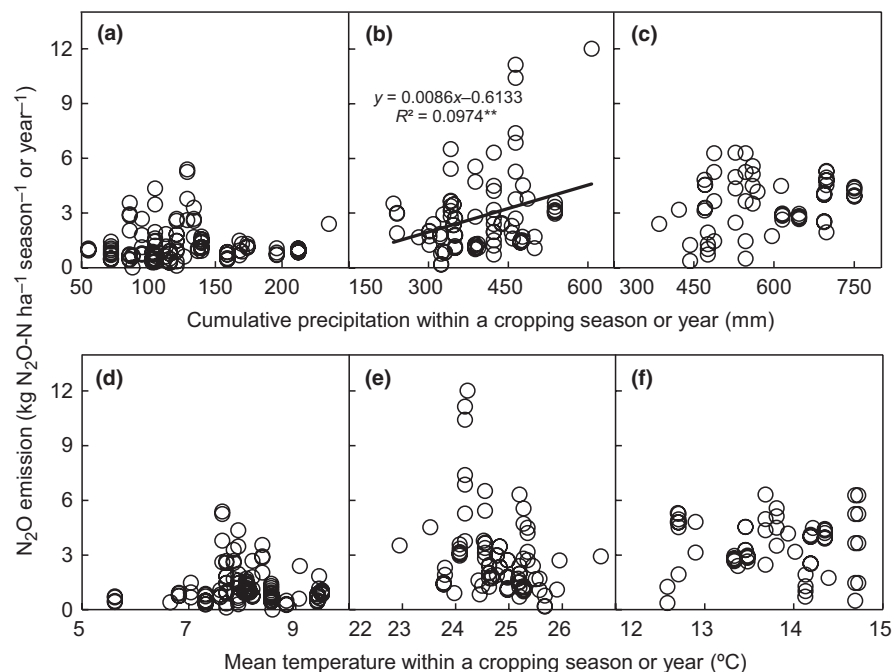 (a) (b) (c)
12
9
6
3
0
y = 0.0086x–0.6133
R² = 0.0974**
50 100 150 200 150 300 450 600 300 450 600 750
Cumulative precipitation within a cropping season or year (mm)
N₂O emission (kg N₂O-N ha⁻¹ season⁻¹ or year⁻¹)
(d) (e) (f)
12
9
6
3
0
5 7 9 22 23 24 25 26 12 13 14 15
Mean temperature within a cropping season or year (ºC)